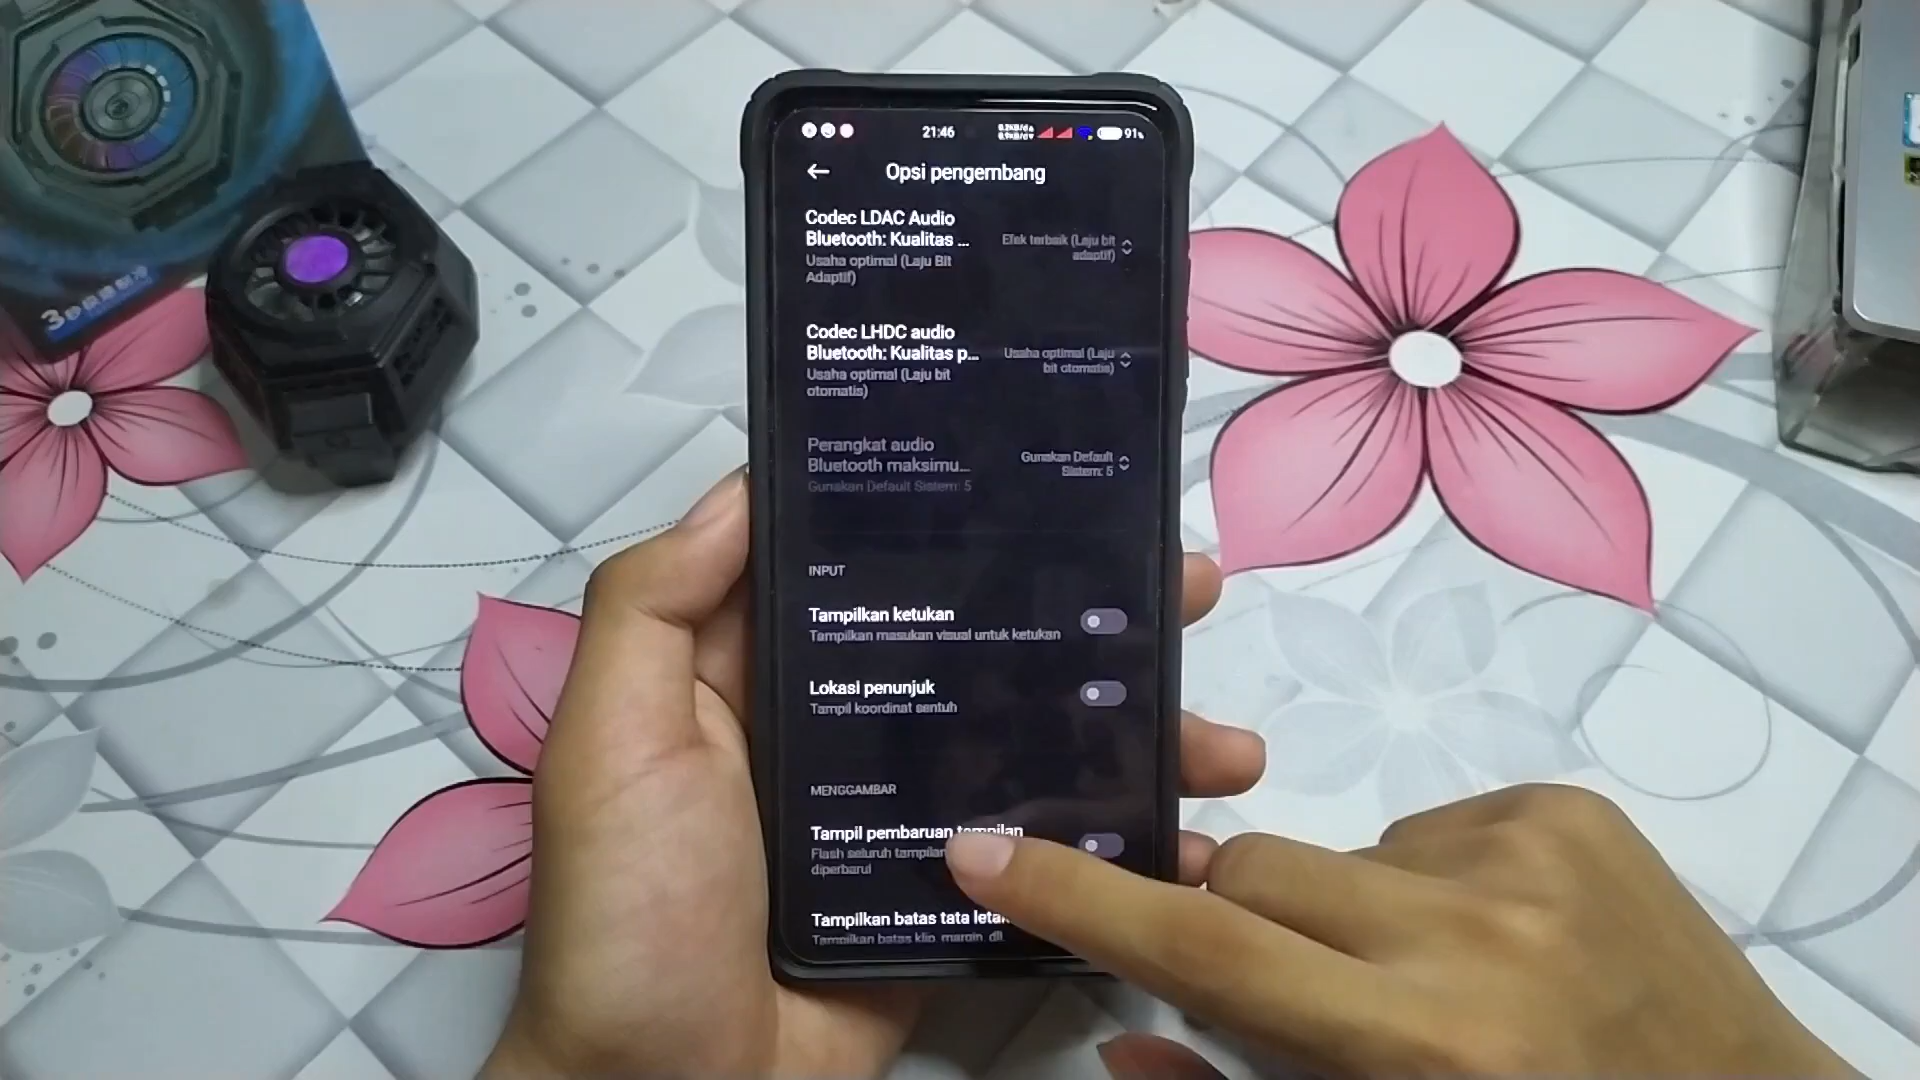 21:46
91%
Opsi pengembang
Codec LDAC Audio
Bluetooth: Kualitas ...
Usaha optimal (Laju Bit
Adaptif)
Efek terbaik (Laju bit
adaptif)
Codec LHDC audio
Bluetooth: Kualitas p...
Usaha optimal (Laju bit
otomatis)
Usaha optimal (Laju
bit otomatis)
Perangkat audio
Bluetooth maksimu...
Gunakan Default Sistem: 5
Gunakan Default
Sistem: 5
INPUT
Tampilkan ketukan
Tampilkan masukan visual untuk ketukan
Lokasi penunjuk
Tampil koordinat sentuh
MENGGAMBAR
Tampil pembaruan tampilan
Flash seluruh tampilan
diperbarui
Tampilkan batas tata letak
Tampilkan batas klip, margin, dll.